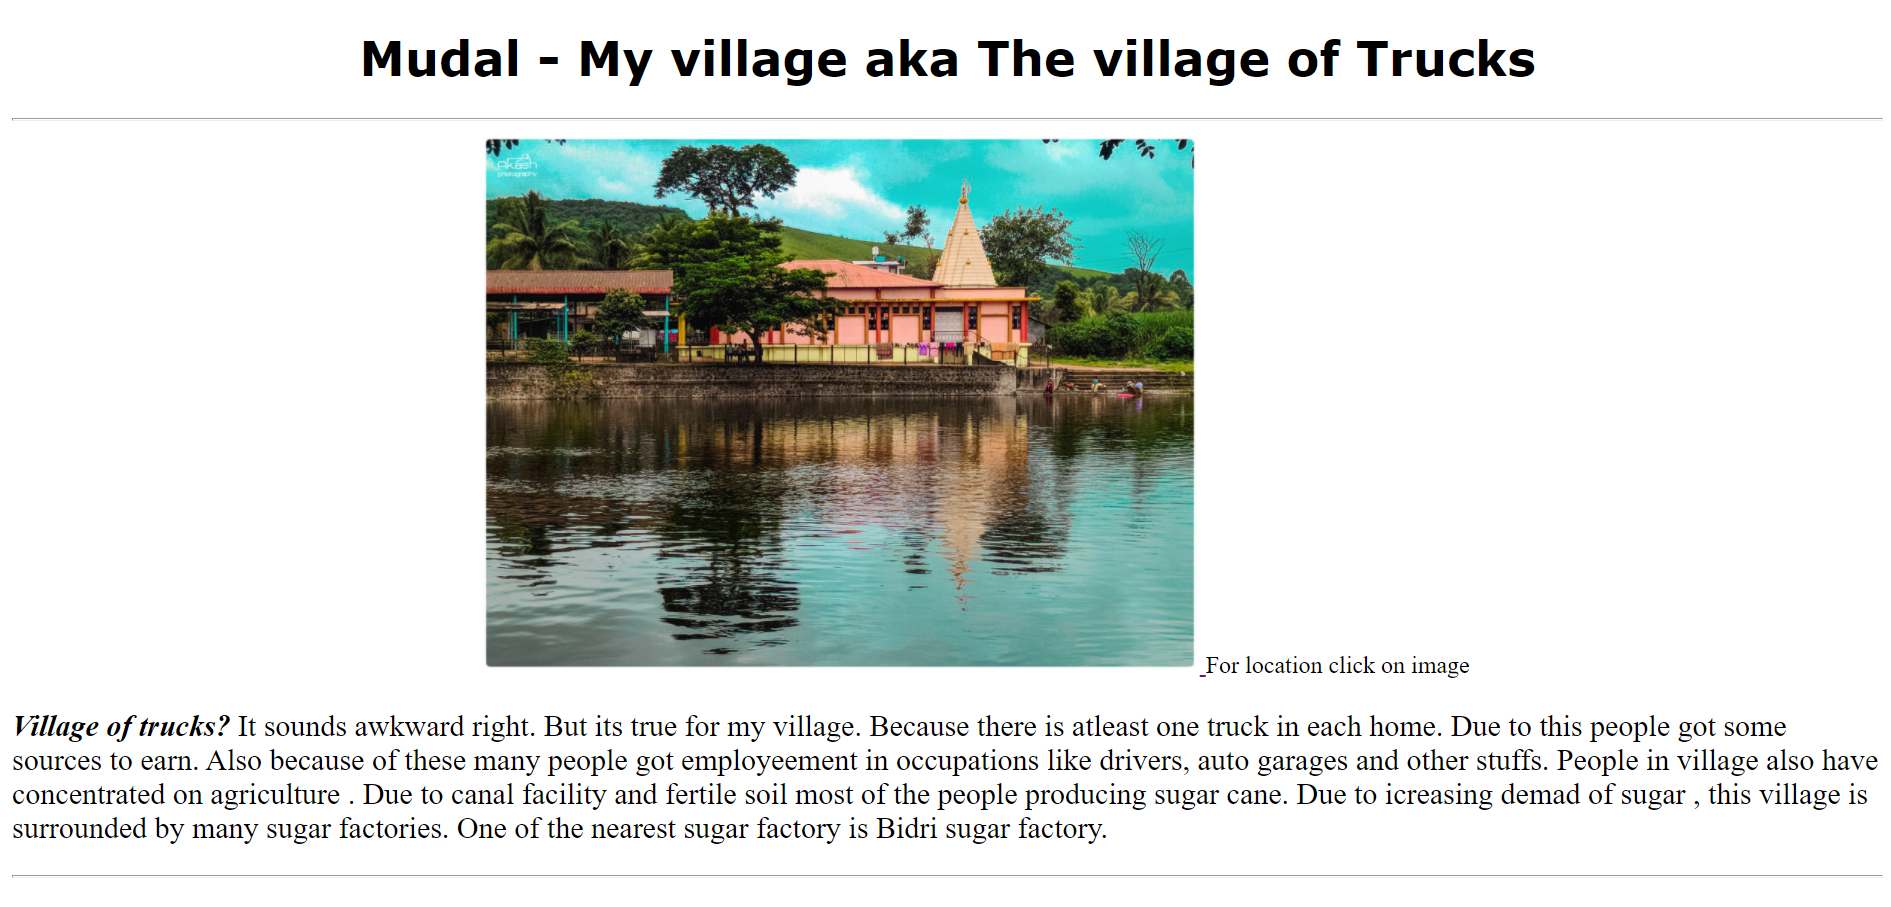 Mudal - My village aka The village of Trucks
Akash
photography
For location click on image
Village of trucks? It sounds awkward right. But its true for my village. Because there is atleast one truck in each home. Due to this people got some
sources to earn. Also because of these many people got employeement in occupations like drivers, auto garages and other stuffs. People in village also have
concentrated on agriculture . Due to canal facility and fertile soil most of the people producing sugar cane. Due to icreasing demad of sugar , this village is
surrounded by many sugar factories. One of the nearest sugar factory is Bidri sugar factory.